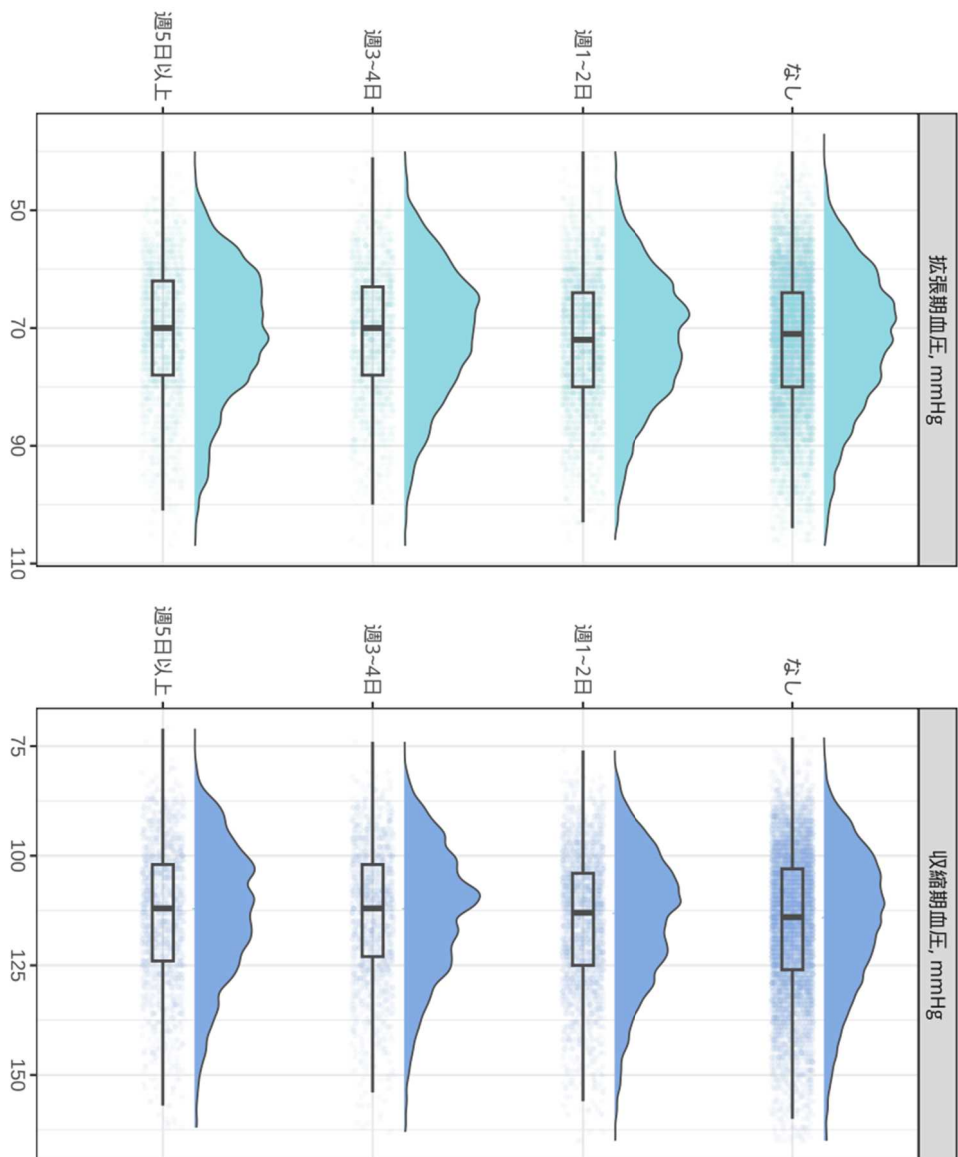 拡張期血圧, mmHg
なし
週1~2日
週3~4日
週5日以上
50
70
90
110
収縮期血圧, mmHg
なし
週1~2日
週3~4日
週5日以上
75
100
125
150